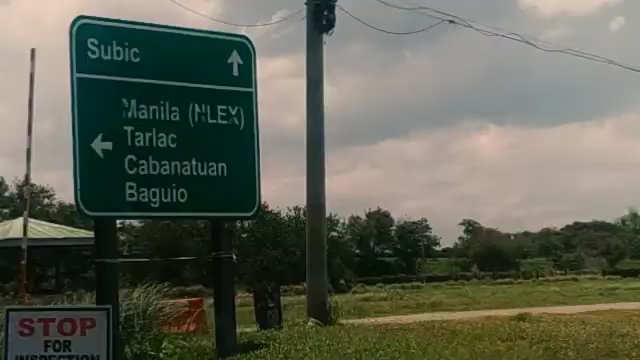 Subic
Manila (NLEX)
Tarlac
Cabanatuan
Baguio
STOP
FOR
INSPECTION